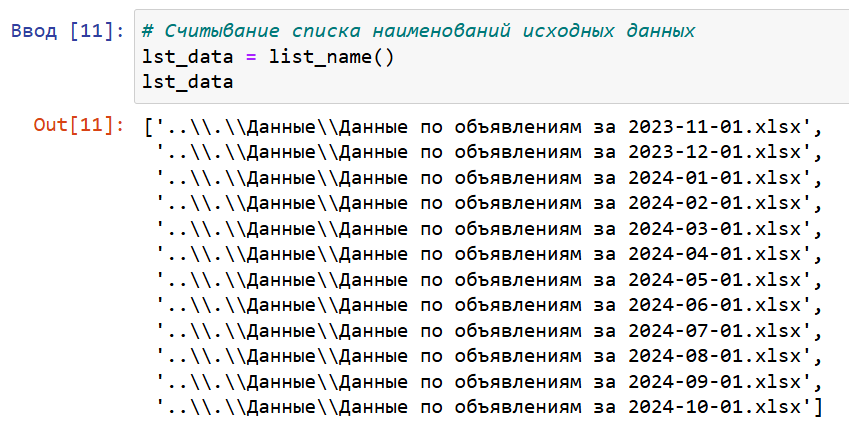 Ввод [11]: # Считывание списка наименований исходных данных
lst_data = list_name()
lst_data
Out[11]: ['..\\.\\Данные\\Данные по объявлениям за 2023-11-01.xlsx',
'..\\.\\Данные\\Данные по объявлениям за 2023-12-01.xlsx',
'..\\.\\Данные\\Данные по объявлениям за 2024-01-01.xlsx',
'..\\.\\Данные\\Данные по объявлениям за 2024-02-01.xlsx',
'..\\.\\Данные\\Данные по объявлениям за 2024-03-01.xlsx',
'..\\.\\Данные\\Данные по объявлениям за 2024-04-01.xlsx',
'..\\.\\Данные\\Данные по объявлениям за 2024-05-01.xlsx',
'..\\.\\Данные\\Данные по объявлениям за 2024-06-01.xlsx',
'..\\.\\Данные\\Данные по объявлениям за 2024-07-01.xlsx',
'..\\.\\Данные\\Данные по объявлениям за 2024-08-01.xlsx',
'..\\.\\Данные\\Данные по объявлениям за 2024-09-01.xlsx',
'..\\.\\Данные\\Данные по объявлениям за 2024-10-01.xlsx']